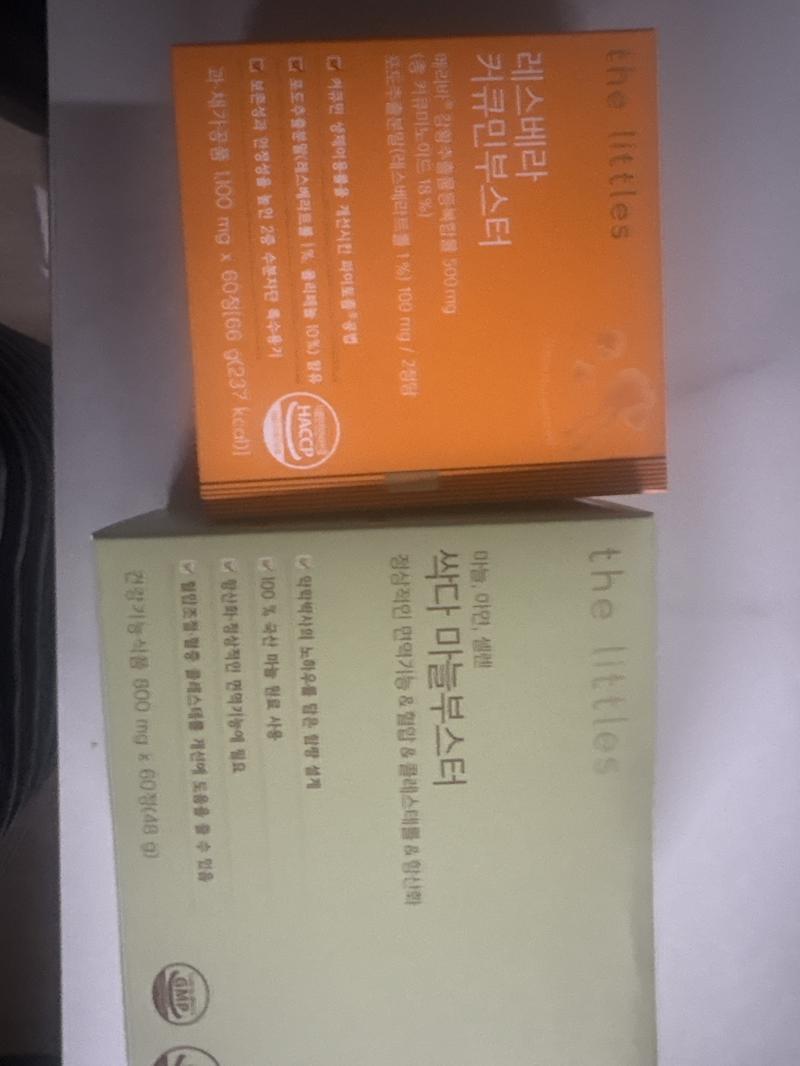 the littles
레스베라
커큐민부스터
메리바® 강황추출물등복합물 500 mg
(총 커큐미노이드 18 %)
포도추출분말(레스베라트롤 1 %) 100 mg / 2정당
커큐민 생체이용률을 개선시킨 파이토좀®공법
포도추출분말(레스베라트롤 1 %, 폴리페놀 10%) 함유
보존성과 안정성을 높인 2중 수분차단 특수용기
과·채가공품 1,100 mg x 60정[66 g(237 kcal)]
HACCP
the littles
마늘, 아연, 셀렌
싹다 마늘부스터
정상적인 면역기능 & 혈압 & 콜레스테롤 & 항산화
약학박사의 노하우를 담은 함량 설계
100 % 국산 마늘 원료 사용
항산화·정상적인 면역기능에 필요
혈압조절·혈중 콜레스테롤 개선에 도움을 줄 수 있음
건강기능식품 800 mg x 60정(48 g)
GMP